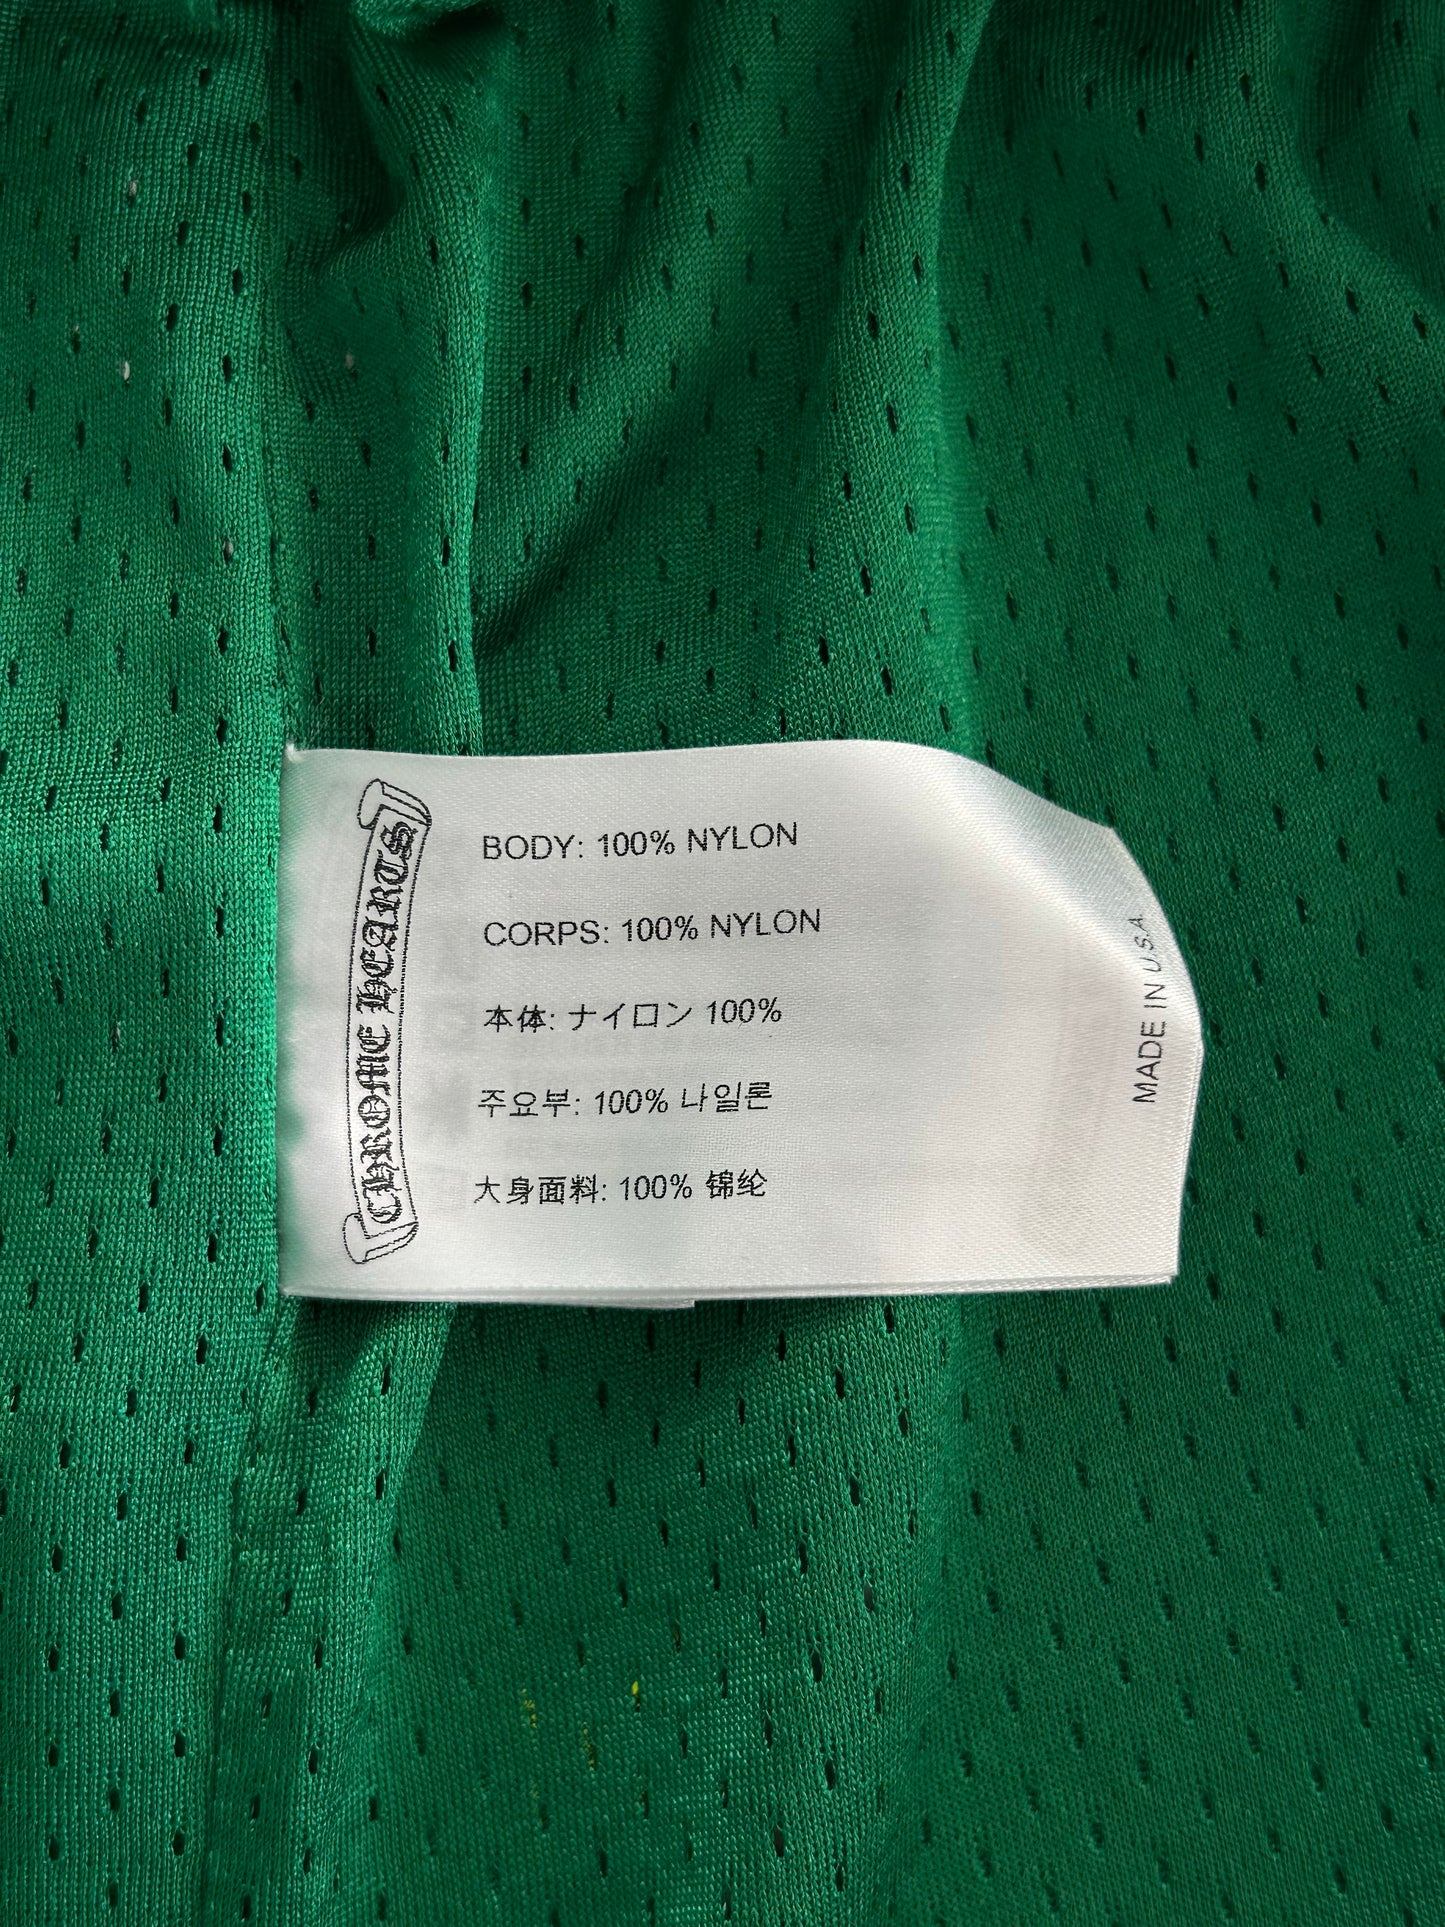 CHROME HEARTS
BODY: 100% NYLON
CORPS: 100% NYLON
本体: ナイロン 100%
주요부: 100% 나일론
大身面料: 100% 锦纶
MADE IN U.S.A.